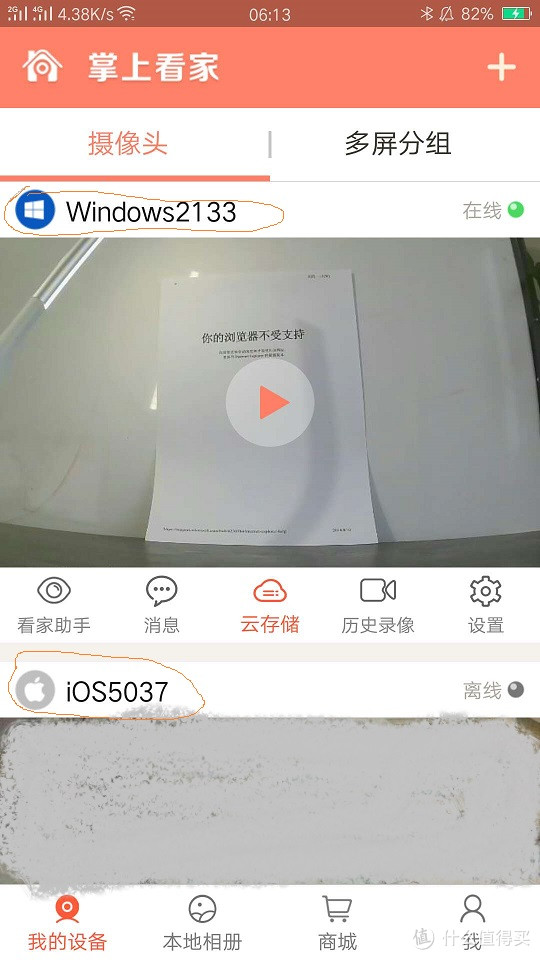 2G 4G 4.38K/s 06:13 82%
掌上看家
摄像头 多屏分组
Windows2133 在线
你的浏览器不受支持
看家助手 消息 云存储 历史录像 设置
iOS5037 离线
我的设备 本地相册 商城 我
值 什么值得买